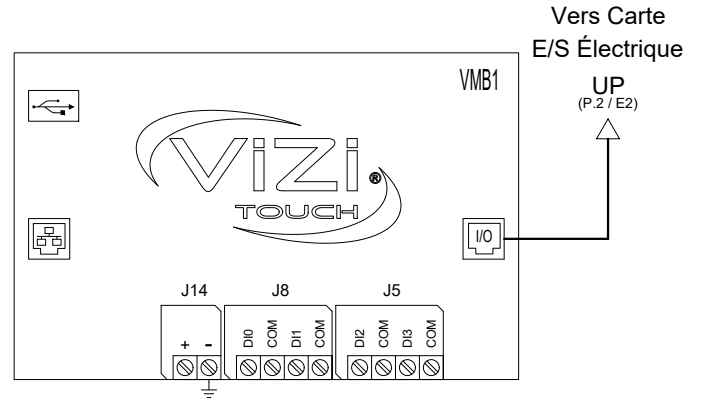 Vers Carte
E/S Électrique
UP
(P.2 / E2)
VMB1
ViZi®
TOUCH
I/O
J14
J8
J5
+ -
DI0 COM DI1 COM
DI2 COM DI3 COM